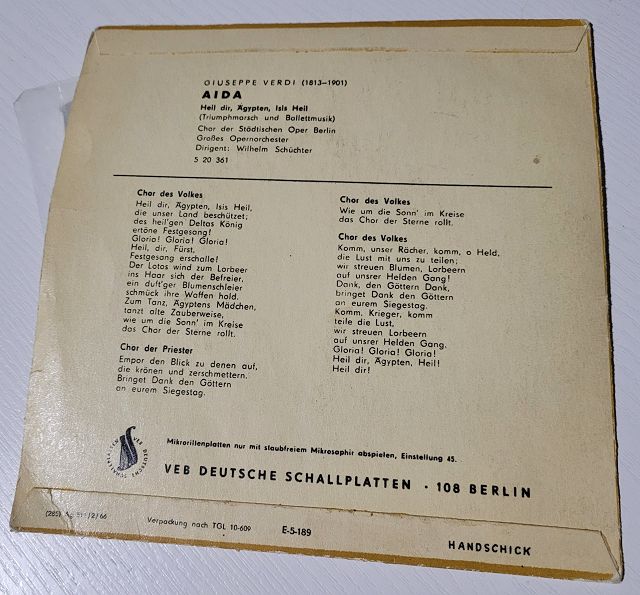 GIUSEPPE VERDI (1813–1901)
AIDA
Heil dir, Ägypten, Isis Heil
(Triumphmarsch und Ballettmusik)
Chor der Städtischen Oper Berlin
Großes Opernorchester
Dirigent: Wilhelm Schüchter
5 20 361
Chor des Volkes
Heil dir, Ägypten, Isis Heil,
die unser Land beschützet;
des heil'gen Deltas König
ertöne Festgesang!
Gloria! Gloria! Gloria!
Heil, dir, Fürst,
Festgesang erschalle!
Der Lotos wind zum Lorbeer
ins Haar sich der Befreier,
ein duft'ger Blumenschleier
schmück ihre Waffen hold.
Zum Tanz, Ägyptens Mädchen,
tanzt alte Zauberweise,
wie um die Sonn' im Kreise
das Chor der Sterne rollt.
Chor der Priester
Empor den Blick zu denen auf,
die krönen und zerschmettern.
Bringet Dank den Göttern
an eurem Siegestag.
Chor des Volkes
Wie um die Sonn' im Kreise
das Chor der Sterne rollt.
Chor des Volkes
Komm, unser Rächer, komm, o Held,
die Lust mit uns zu teilen;
wir streuen Blumen, Lorbeern
auf unsrer Helden Gang!
Dank, den Göttern Dank,
bringet Dank den Göttern
an eurem Siegestag.
Komm, Krieger, komm
teile die Lust,
wir streuen Lorbeern
auf unsrer Helden Gang.
Gloria! Gloria! Gloria!
Heil dir, Ägypten, Heil!
Heil dir!
VEB DEUTSCHE SCHALLPLATTEN
Mikrorillenplatten nur mit staubfreiem Mikrosaphir abspielen, Einstellung 45.
VEB DEUTSCHE SCHALLPLATTEN · 108 BERLIN
(285) Ag 511/2/66
Verpackung nach TGL 10-609
E-5-189
HANDSCHICK